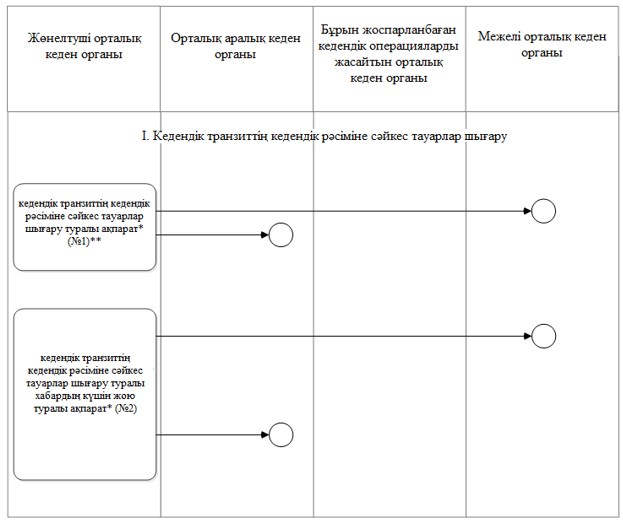 Жөнелтуші орталық
кеден органы
Орталық аралық кеден
органы
Бұрын жоспарланбаған
кедендік операцияларды
жасайтын орталық
кеден органы
Межелі орталық кеден
органы
I. Кедендік транзиттің кедендік рәсіміне сәйкес тауарлар шығару
кедендік транзиттің кедендік
рәсіміне сәйкес тауарлар
шығару туралы ақпарат*
(№1)**
кедендік транзиттің
кедендік рәсіміне сәйкес
тауарлар шығару туралы
хабардың күшін жою
туралы ақпарат* (№2)